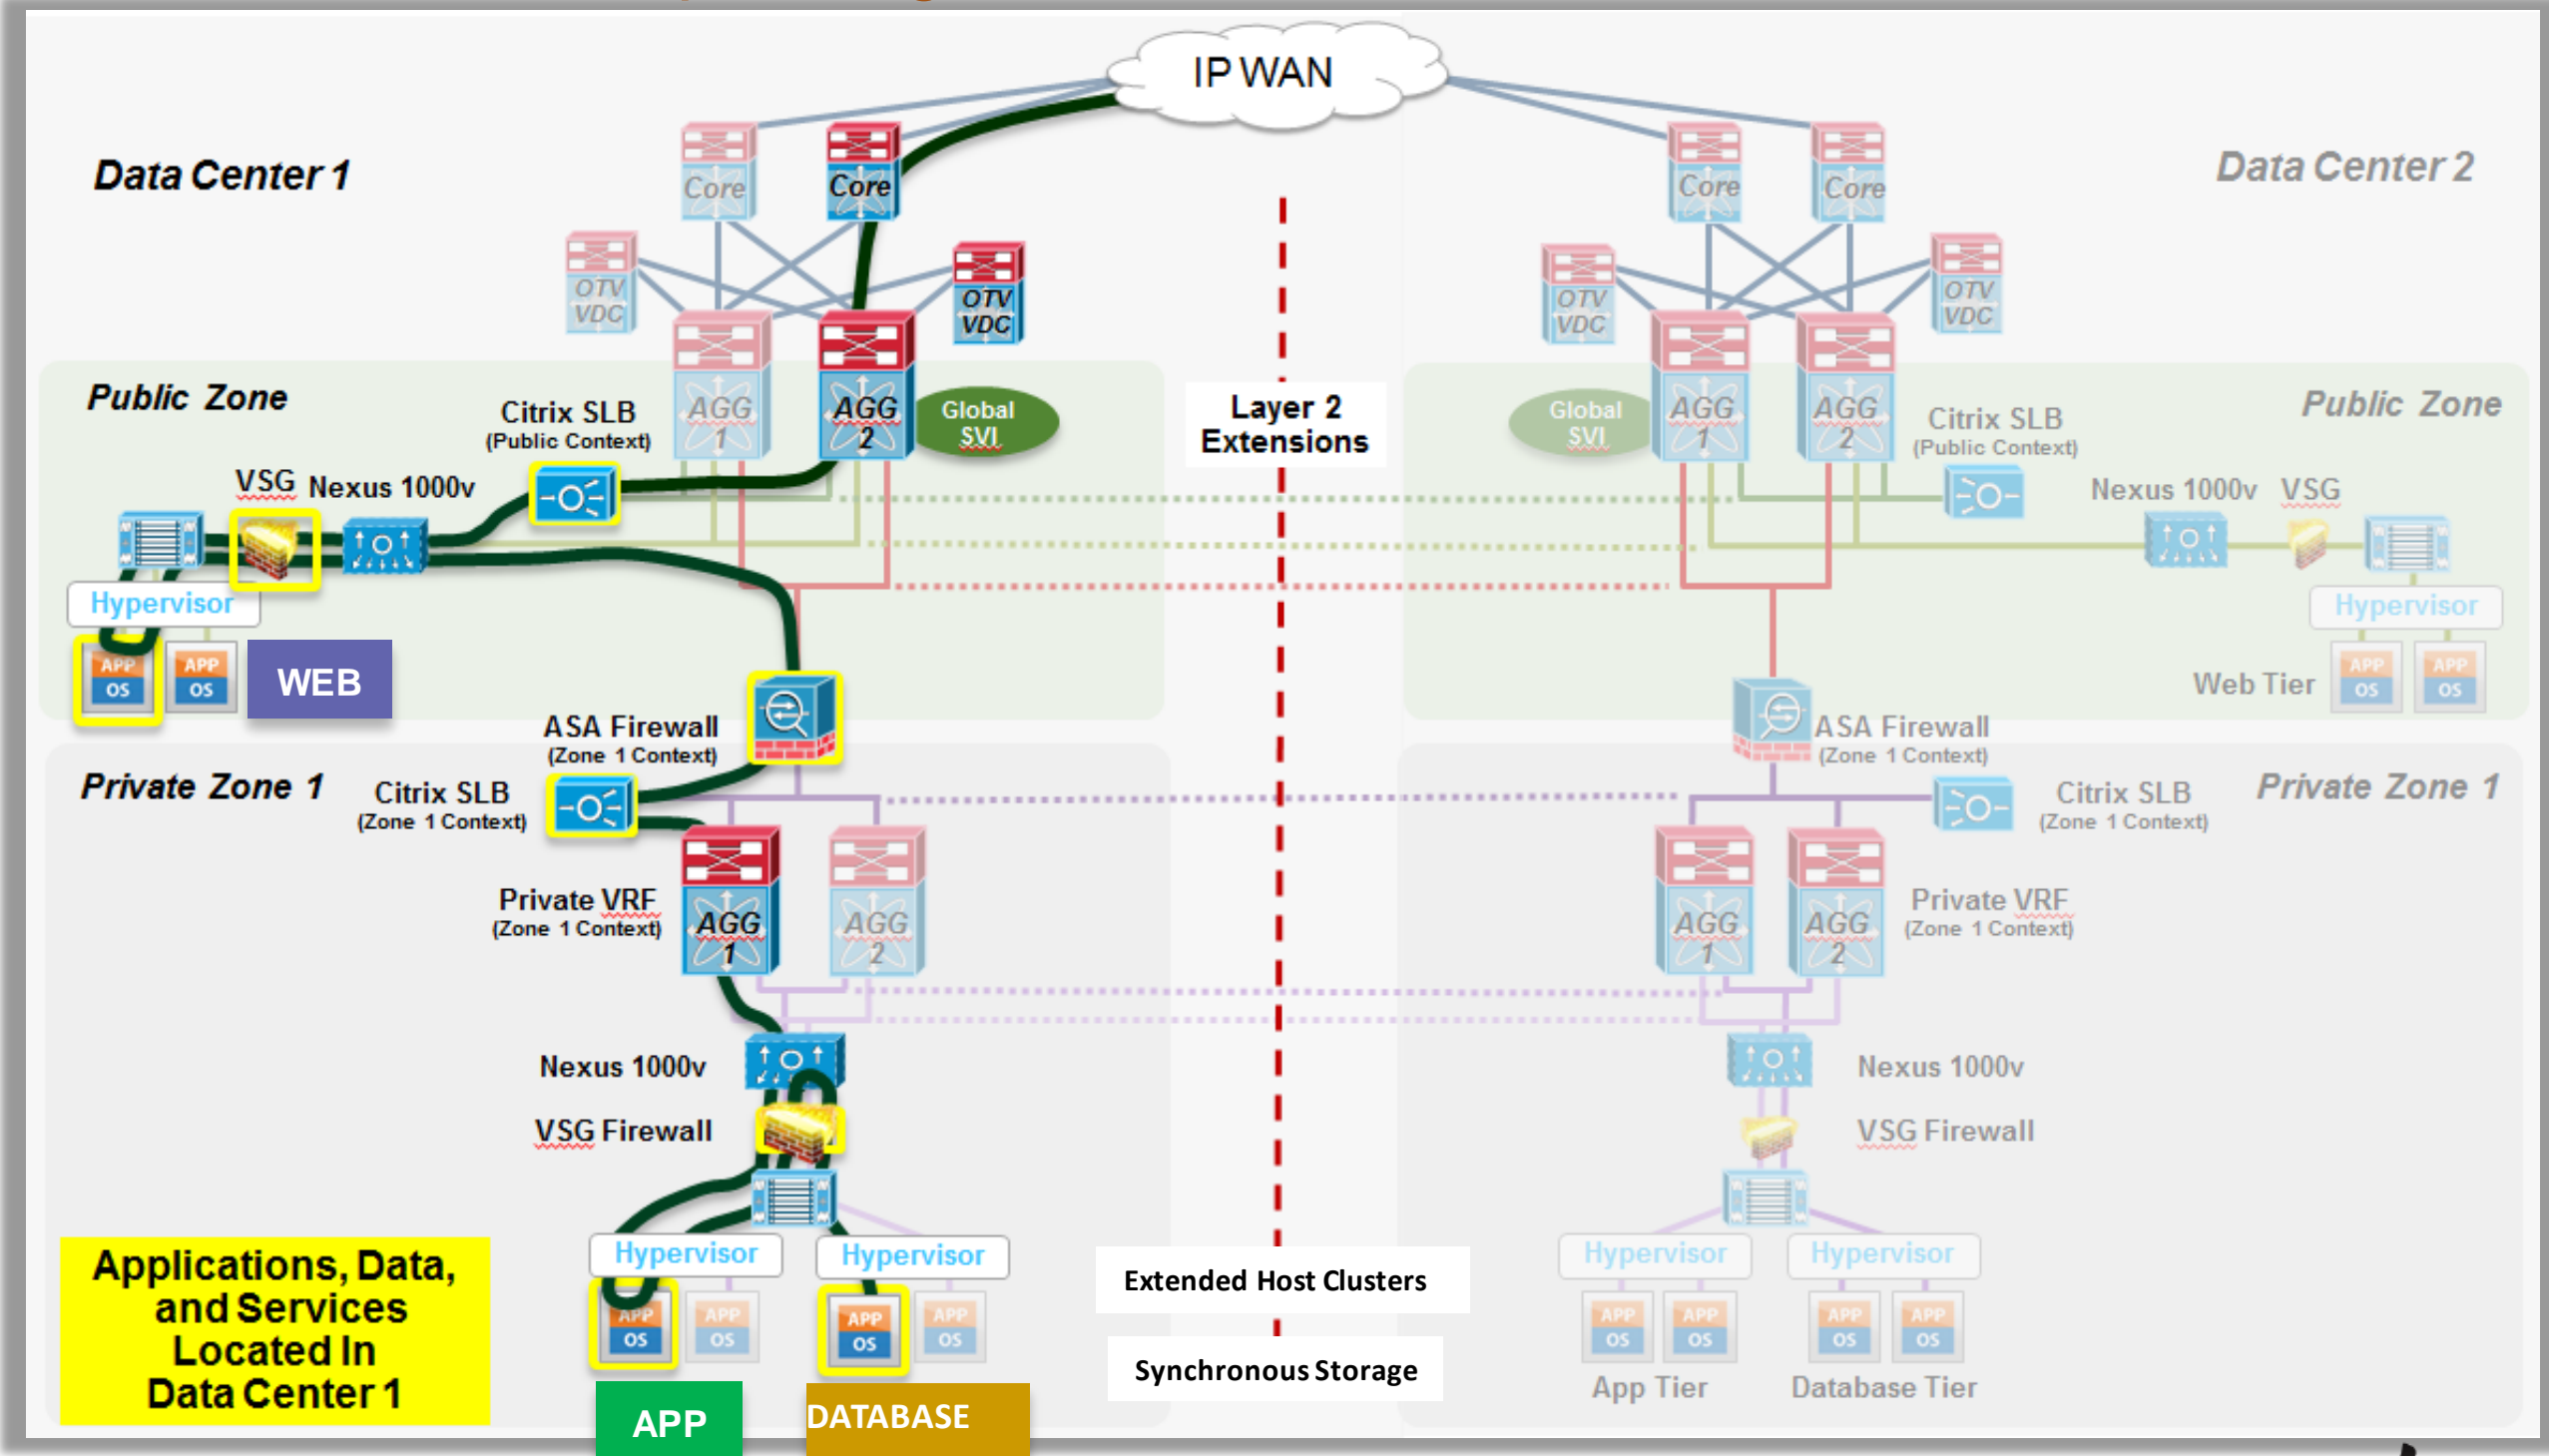 IP WAN
Data Center 1
Data Center 2
Core
Core
Core
Core
OTV
VDC
OTV
VDC
OTV
VDC
OTV
VDC
Public Zone
Citrix SLB
(Public Context)
AGG
1
AGG
2
Global
SVI
Layer 2
Extensions
Global
SVI
AGG
1
AGG
2
Citrix SLB
(Public Context)
Public Zone
VSG
Nexus 1000v
Nexus 1000v
VSG
Hypervisor
Hypervisor
APP
OS
APP
OS
WEB
Web Tier
APP
OS
APP
OS
ASA Firewall
(Zone 1 Context)
ASA Firewall
(Zone 1 Context)
Private Zone 1
Citrix SLB
(Zone 1 Context)
Citrix SLB
(Zone 1 Context)
Private Zone 1
Private VRF
(Zone 1 Context)
AGG
1
AGG
2
AGG
1
AGG
2
Private VRF
(Zone 1 Context)
Nexus 1000v
Nexus 1000v
VSG Firewall
VSG Firewall
Hypervisor
Hypervisor
Hypervisor
Hypervisor
Applications, Data,
and Services
Located In
Data Center 1
APP
OS
APP
OS
APP
OS
APP
OS
Extended Host Clusters
Synchronous Storage
APP
OS
APP
OS
APP
OS
APP
OS
App Tier
Database Tier
APP
DATABASE